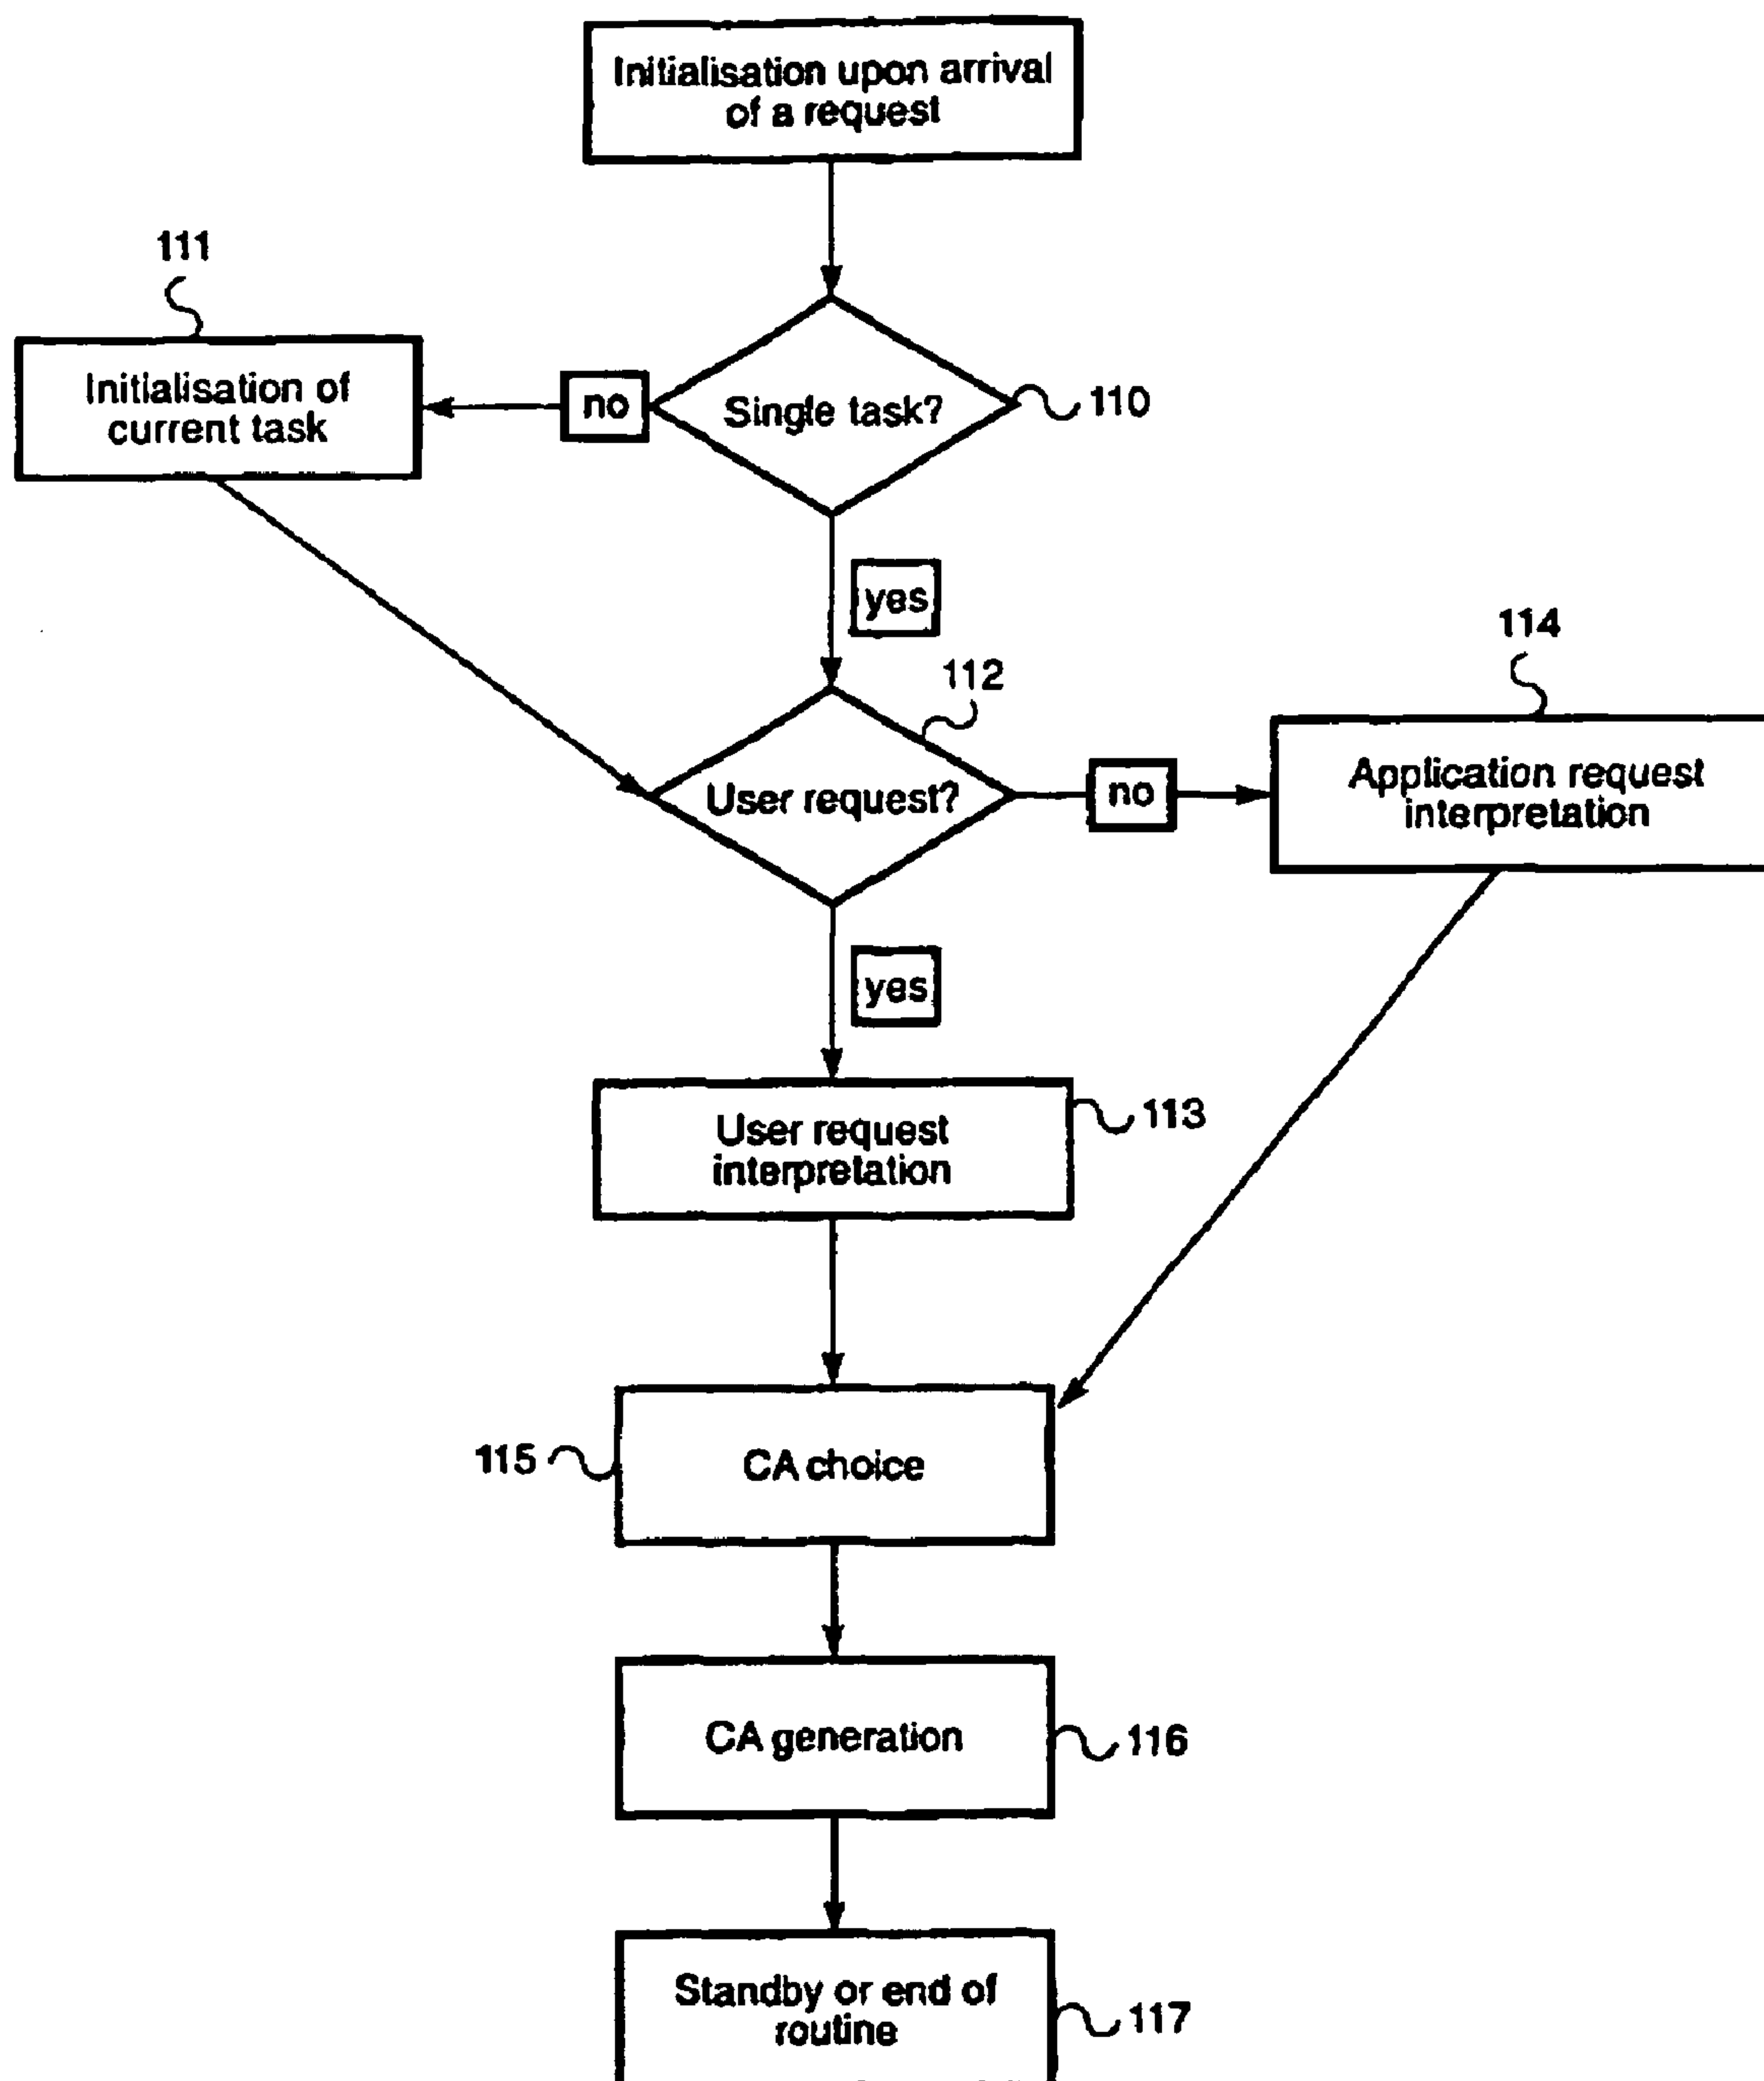 Initialisation upon arrival
of a request
111
Initialisation of
current task
no
Single task?
110
yes
112
114
User request?
no
Application request
interpretation
yes
User request
interpretation
113
115
CA choice
CA generation
116
Standby or end of
routine
117